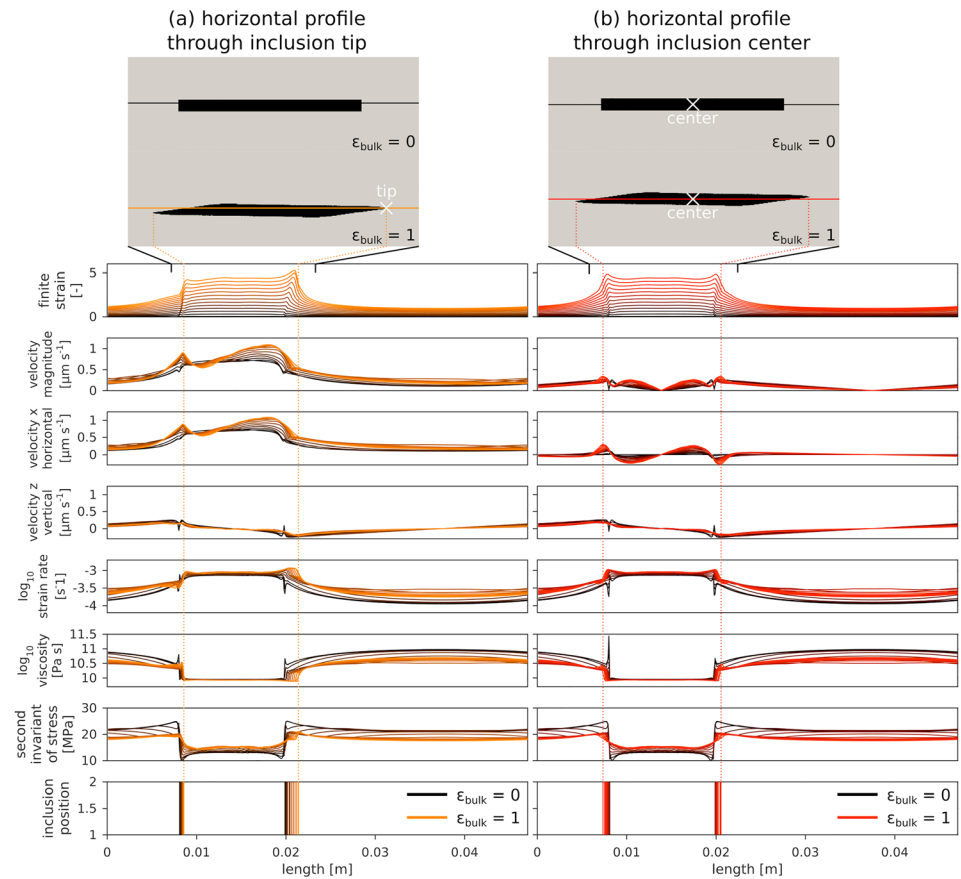 (a) horizontal profile
through inclusion tip
(b) horizontal profile
through inclusion center
center
ε_bulk = 0
ε_bulk = 0
tip
center
ε_bulk = 1
ε_bulk = 1
finite
strain
[-]
5
0
velocity
magnitude
[µm s⁻¹]
1
0.5
0
velocity x
horizontal
[µm s⁻¹]
1
0.5
0
velocity z
vertical
[µm s⁻¹]
1
0
log₁₀
strain rate
[s⁻1]
-3
-3.5
-4
log₁₀
viscosity
[Pa s]
11.5
11
10.5
second
invariant
of stress
[MPa]
30
20
10
inclusion
position
2
1.5
1
ε_bulk = 0
ε_bulk = 1
ε_bulk = 0
ε_bulk = 1
0 0.01 0.02 0.03 0.04
0 0.01 0.02 0.03 0.04
length [m]
length [m]